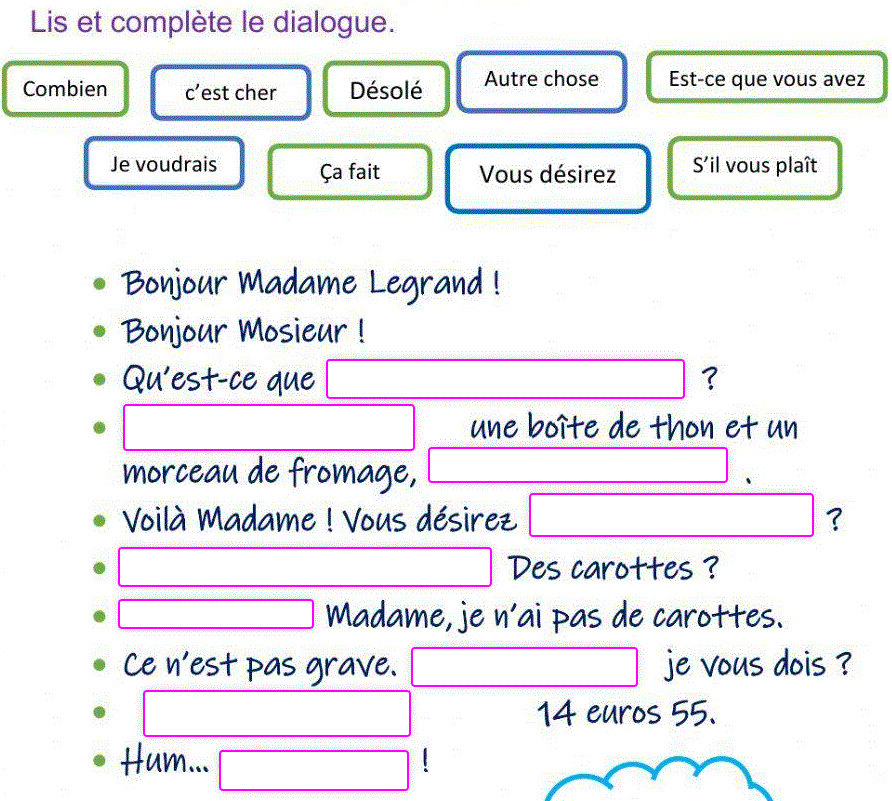 Lis et complète le dialogue.
Combien c'est cher Désolé Autre chose Est-ce que vous avez
Je voudrais Ça fait Vous désirez S'il vous plaît
• Bonjour Madame Legrand !
• Bonjour Mosieur !
• Qu'est-ce que ?
• une boîte de thon et un
morceau de fromage, .
• Voilà Madame ! Vous désirez ?
• Des carottes ?
• Madame, je n'ai pas de carottes.
• Ce n'est pas grave. je vous dois ?
• 14 euros 55.
• Hum... !